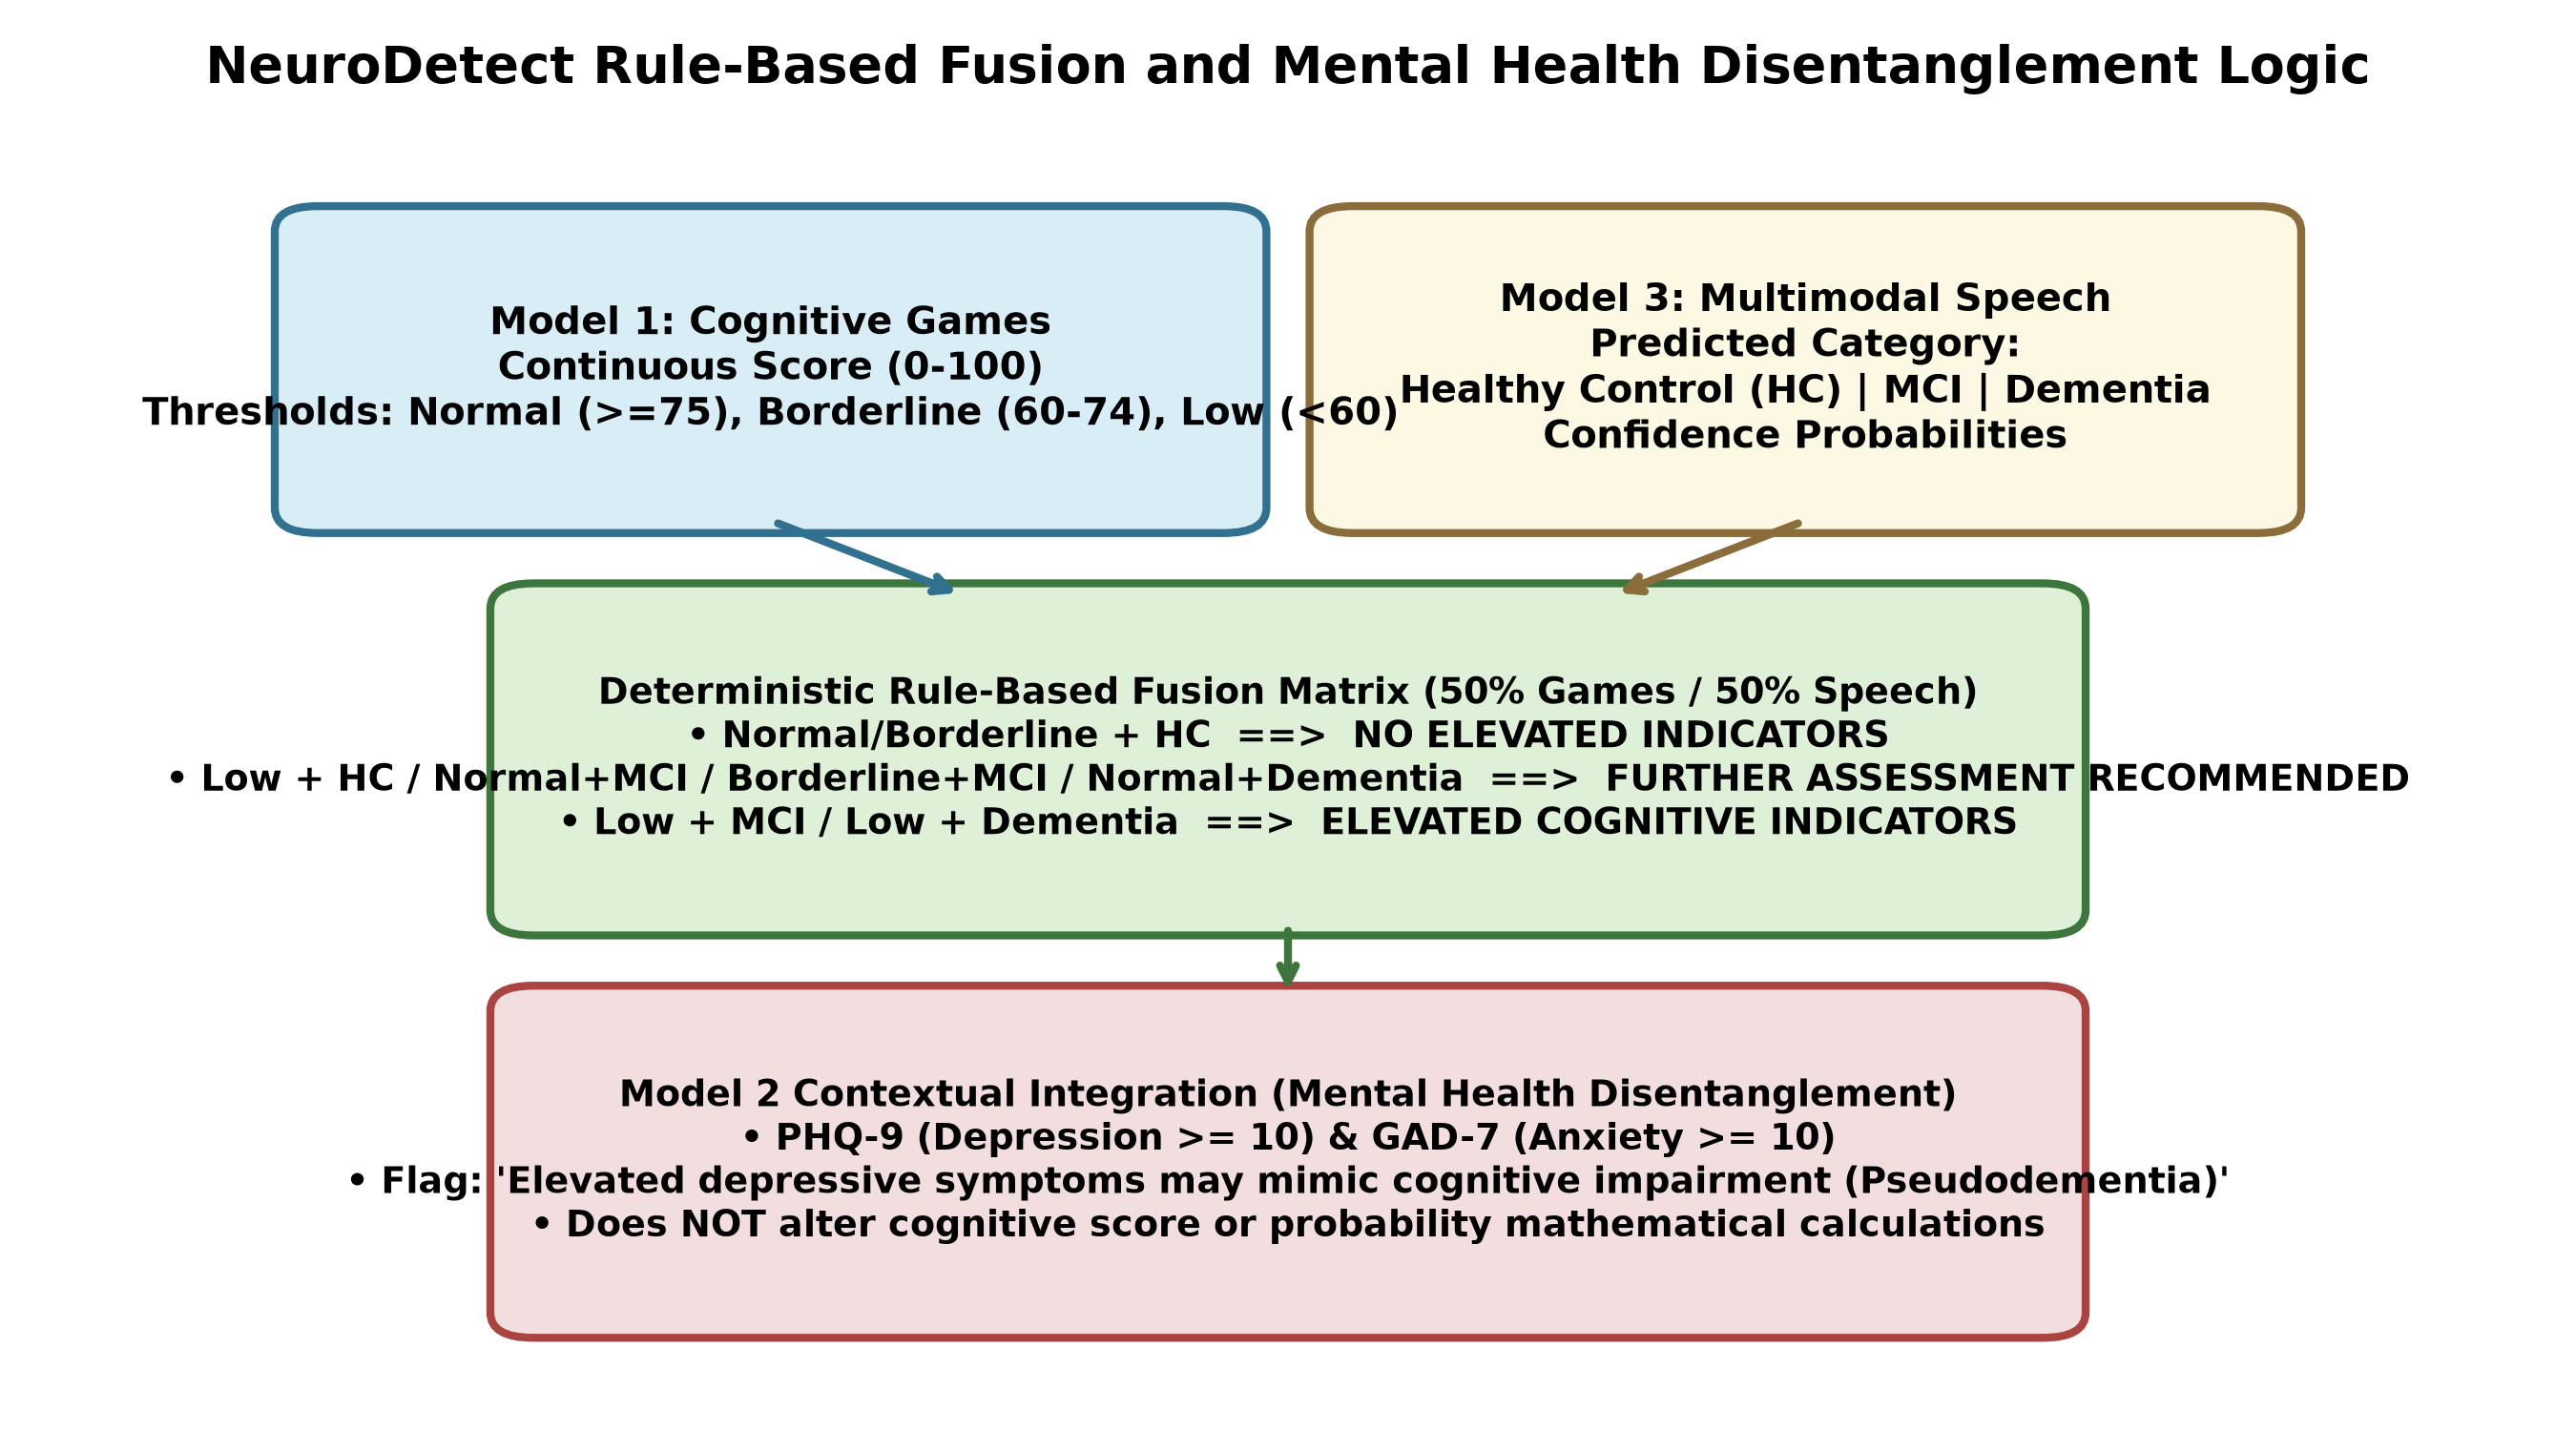 NeuroDetect Rule-Based Fusion and Mental Health Disentanglement Logic
Model 1: Cognitive Games
Continuous Score (0-100)
Thresholds: Normal (>=75), Borderline (60-74), Low (<60)
Model 3: Multimodal Speech
Predicted Category:
Healthy Control (HC) | MCI | Dementia
Confidence Probabilities
Deterministic Rule-Based Fusion Matrix (50% Games / 50% Speech)
• Normal/Borderline + HC ==> NO ELEVATED INDICATORS
• Low + HC / Normal+MCI / Borderline+MCI / Normal+Dementia ==> FURTHER ASSESSMENT RECOMMENDED
• Low + MCI / Low + Dementia ==> ELEVATED COGNITIVE INDICATORS
Model 2 Contextual Integration (Mental Health Disentanglement)
• PHQ-9 (Depression >= 10) & GAD-7 (Anxiety >= 10)
• Flag: 'Elevated depressive symptoms may mimic cognitive impairment (Pseudodementia)'
• Does NOT alter cognitive score or probability mathematical calculations